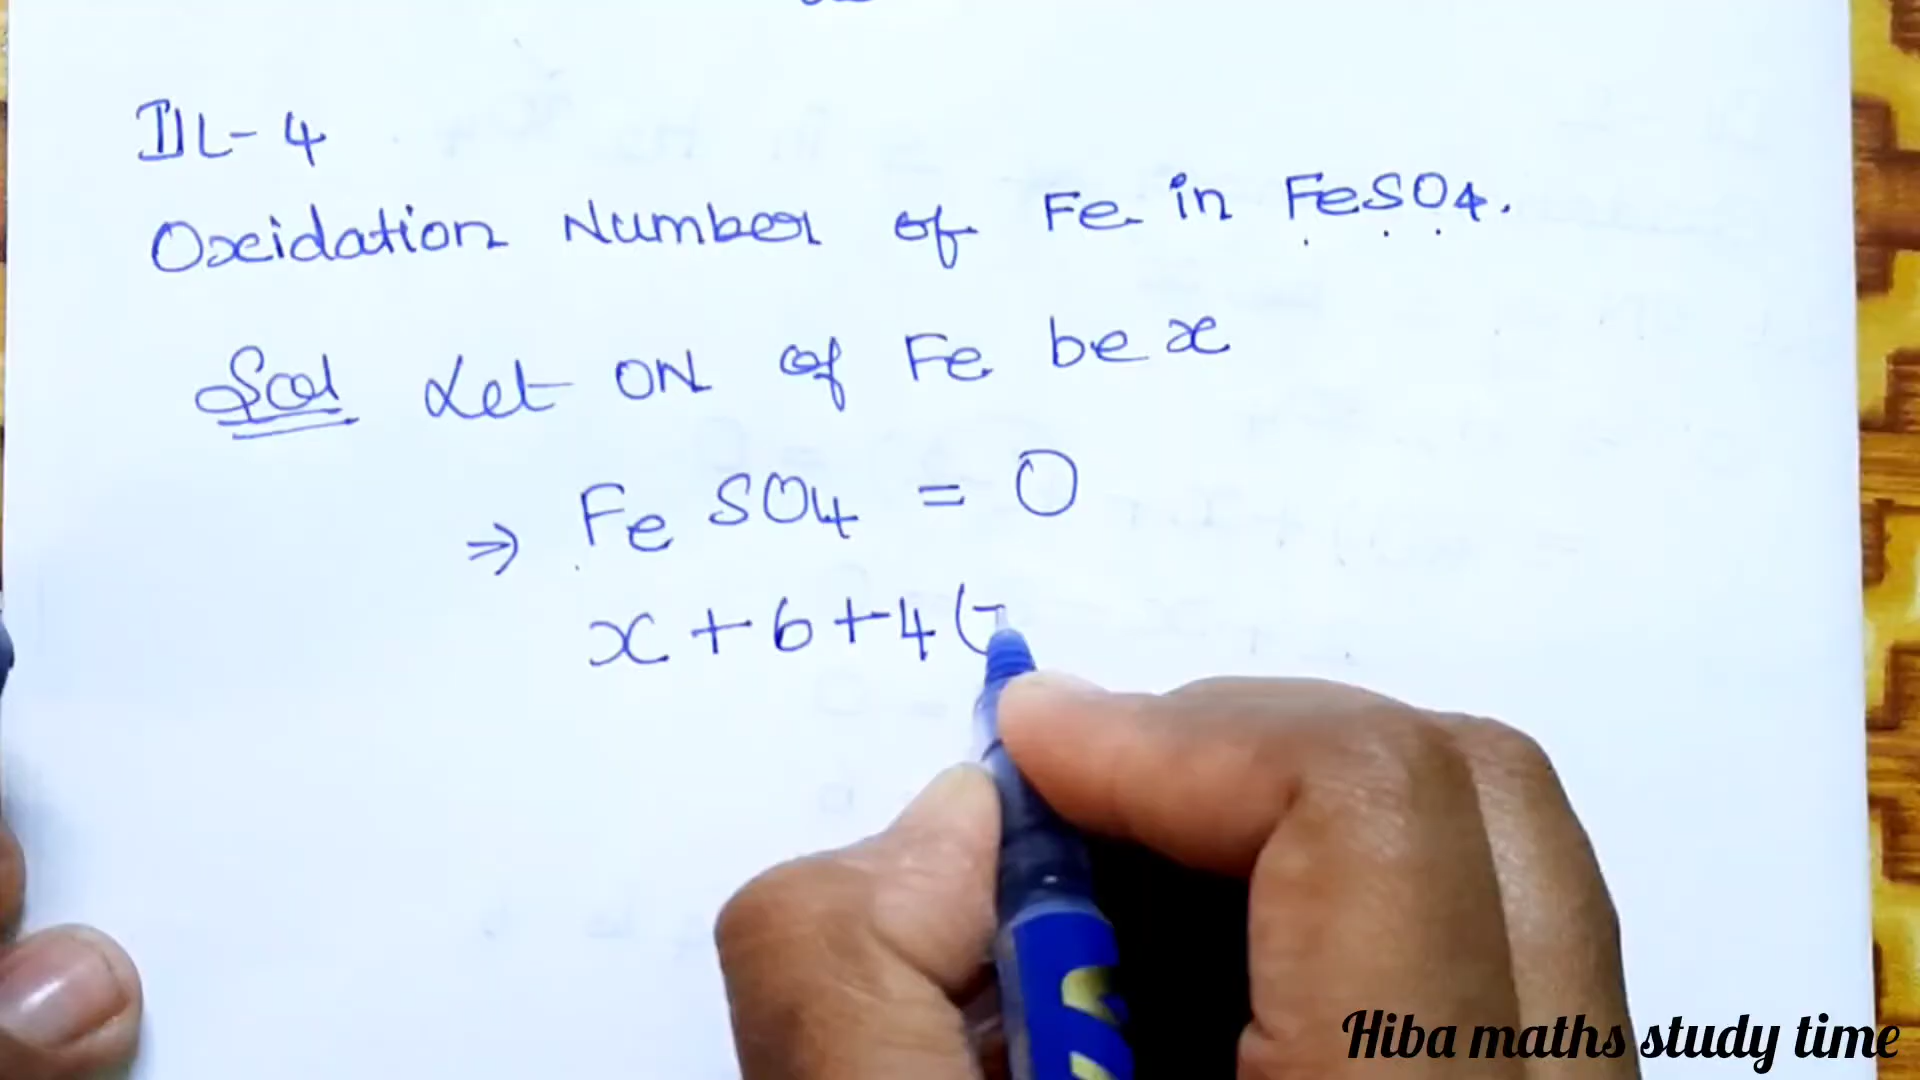 ILL-4
Oxidation Number of Fe in FeSO4.
Sol Let ON of Fe be x
⇒ FeSO4 = 0
x+6+4(-
Hiba maths study time